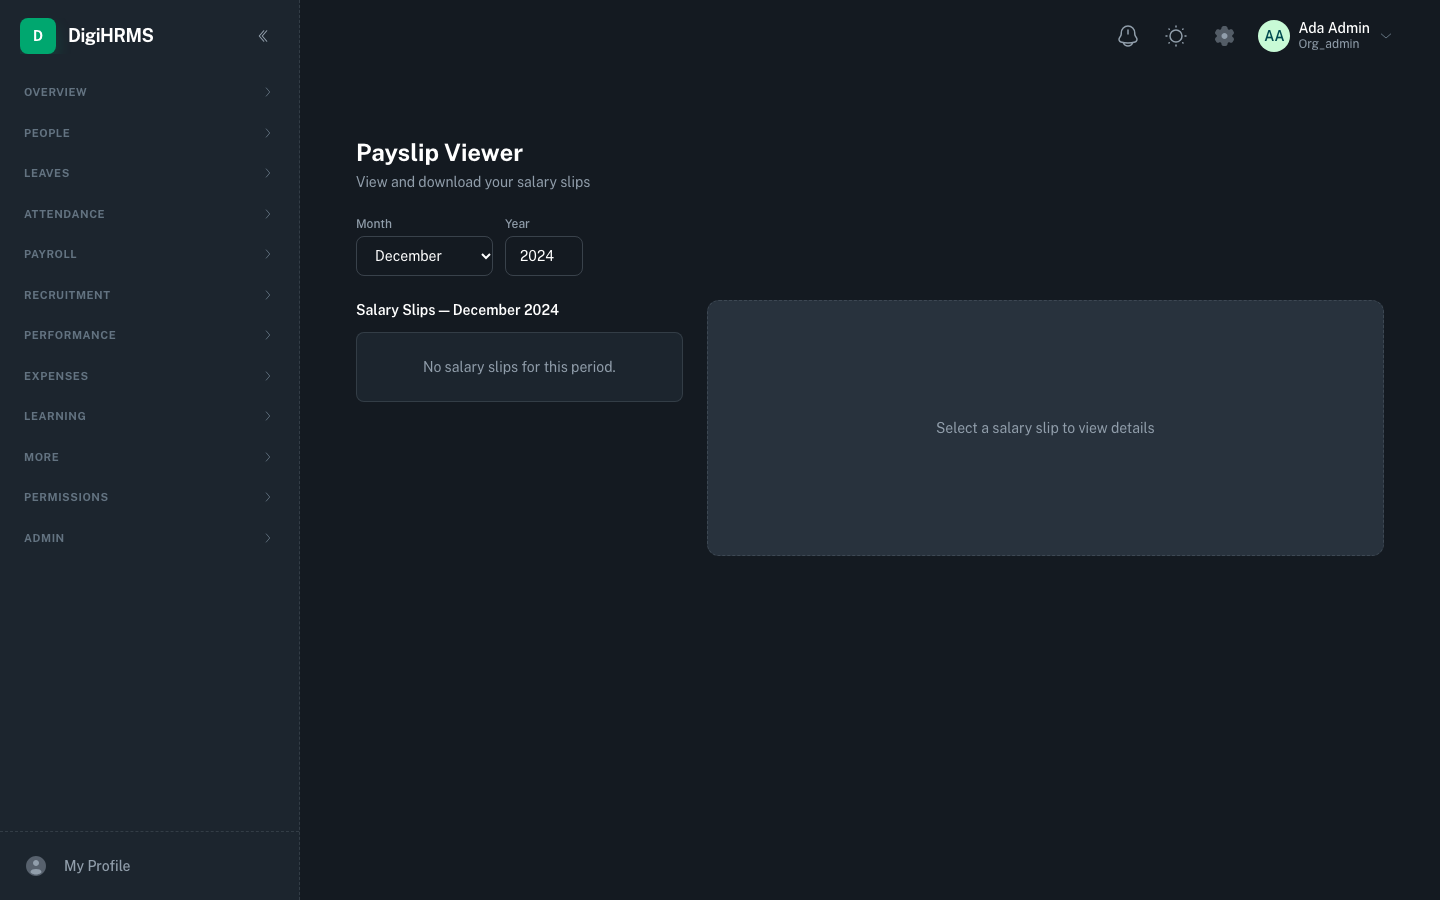 D
DigiHRMS
OVERVIEW
PEOPLE
LEAVES
ATTENDANCE
PAYROLL
RECRUITMENT
PERFORMANCE
EXPENSES
LEARNING
MORE
PERMISSIONS
ADMIN
My Profile
AA
Ada Admin
Org_admin
Payslip Viewer
View and download your salary slips
Month
Year
December
2024
Salary Slips — December 2024
No salary slips for this period.
Select a salary slip to view details